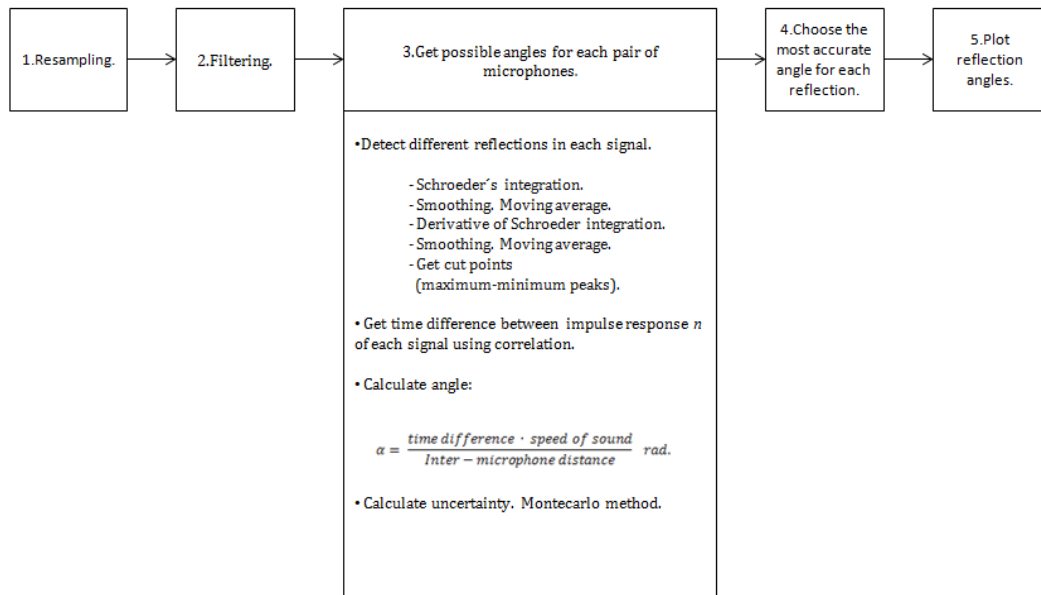 1.Resampling.
2.Filtering.
3.Get possible angles for each pair of
microphones.
4.Choose the
most accurate
angle for each
reflection.
5.Plot
reflection
angles.
•Detect different reflections in each signal.
- Schroeder´s integration.
- Smoothing. Moving average.
- Derivative of Schroeder integration.
- Smoothing. Moving average.
- Get cut points
(maximum-minimum peaks).
• Get time difference between impulse response n
of each signal using correlation.
• Calculate angle:
α = time difference · speed of sound / Inter − microphone distance rad.
• Calculate uncertainty. Montecarlo method.